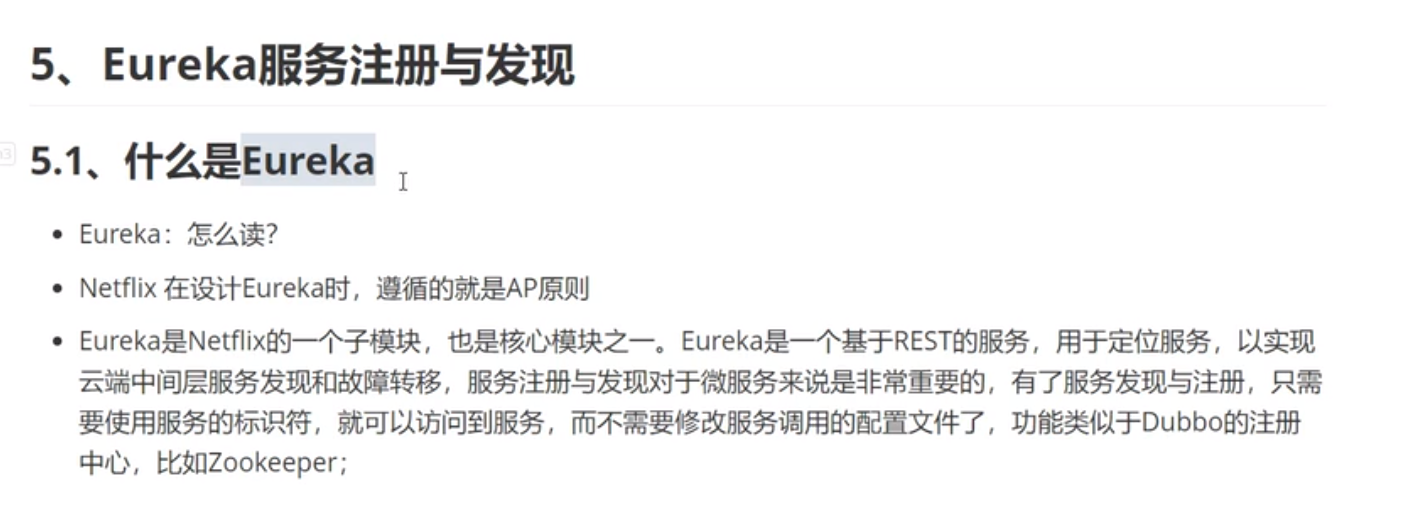 5、Eureka服务注册与发现
5.1、什么是Eureka
• Eureka：怎么读？
• Netflix 在设计Eureka时，遵循的就是AP原则
• Eureka是Netflix的一个子模块，也是核心模块之一。Eureka是一个基于REST的服务，用于定位服务，以实现
云端中间层服务发现和故障转移，服务注册与发现对于微服务来说是非常重要的，有了服务发现与注册，只需
要使用服务的标识符，就可以访问到服务，而不需要修改服务调用的配置文件了，功能类似于Dubbo的注册
中心，比如Zookeeper；